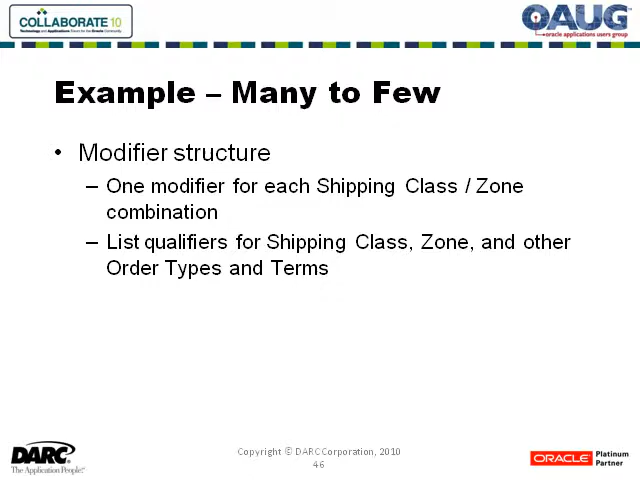 COLLABORATE 10
Technology and Applications Event for the Oracle Community
OAUG
oracle applications users group
Example – Many to Few
• Modifier structure
– One modifier for each Shipping Class / Zone
combination
– List qualifiers for Shipping Class, Zone, and other
Order Types and Terms
DARC
The Application People
Copyright © DARC Corporation, 2010
46
ORACLE
Platinum
Partner